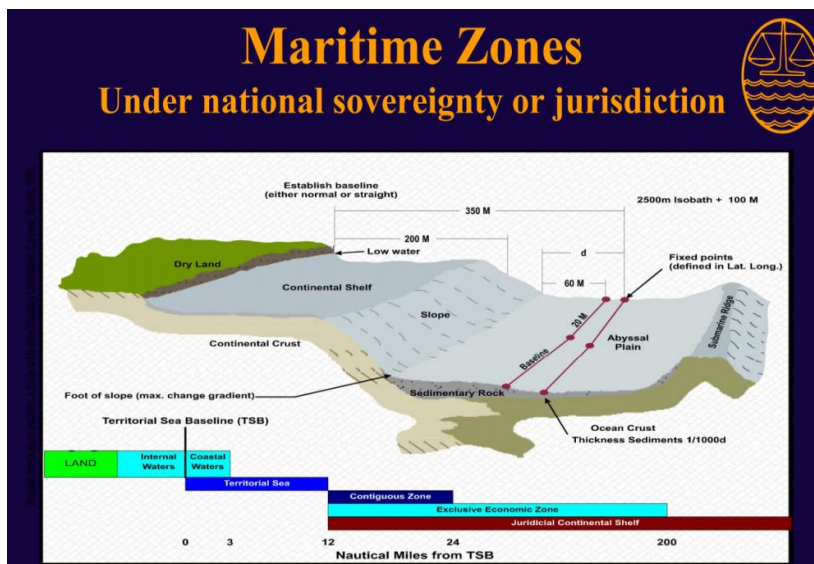 Maritime Zones
Under national sovereignty or jurisdiction
Establish baseline
(either normal or straight)
350 M
2500m Isobath + 100 M
200 M
d
Low water
Fixed points
(defined in Lat. Long.)
Dry Land
60 M
Continental Shelf
Slope
20 M
Submarine Ridge
Continental Crust
Abyssal
Plain
Baseline
Foot of slope (max. change gradient)
Sedimentary Rock
Ocean Crust
Thickness Sediments 1/1000d
Territorial Sea Baseline (TSB)
LAND
Internal
Waters
Coastal
Waters
Territorial Sea
Contiguous Zone
Exclusive Economic Zone
Juridicial Continental Shelf
0 3 12 24 200
Nautical Miles from TSB